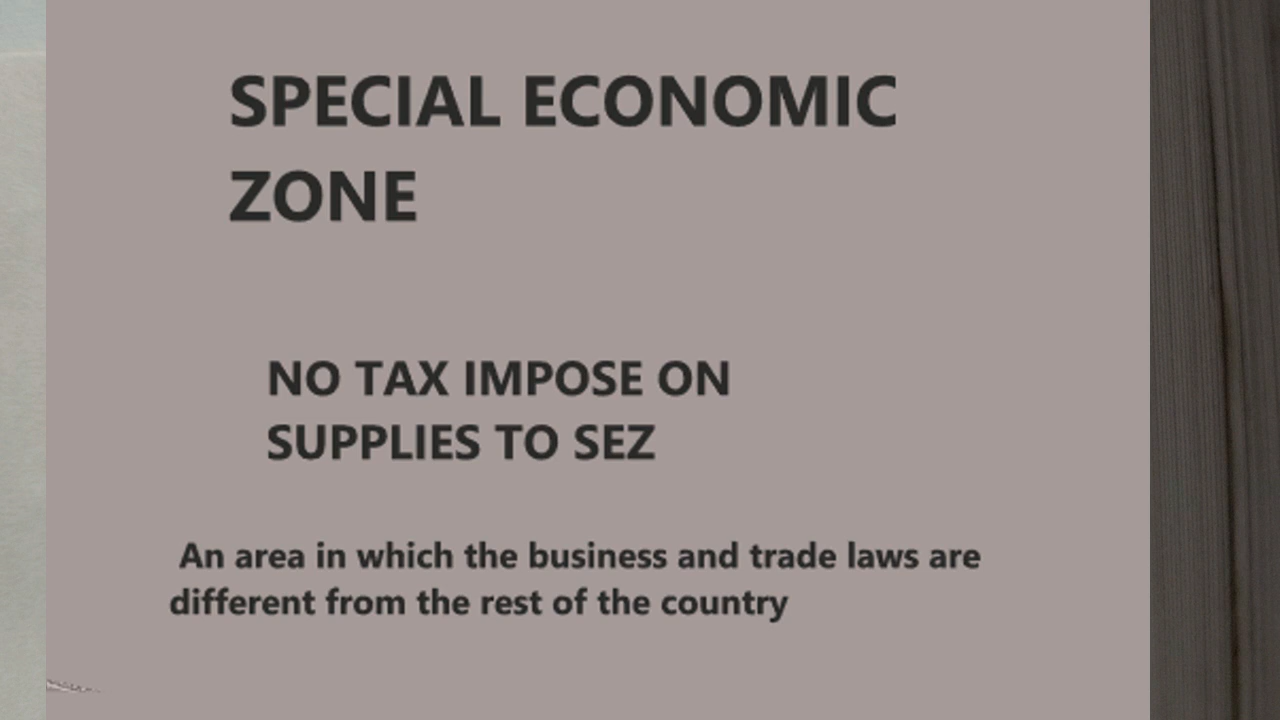 SPECIAL ECONOMIC
ZONE
NO TAX IMPOSE ON
SUPPLIES TO SEZ
An area in which the business and trade laws are
different from the rest of the country